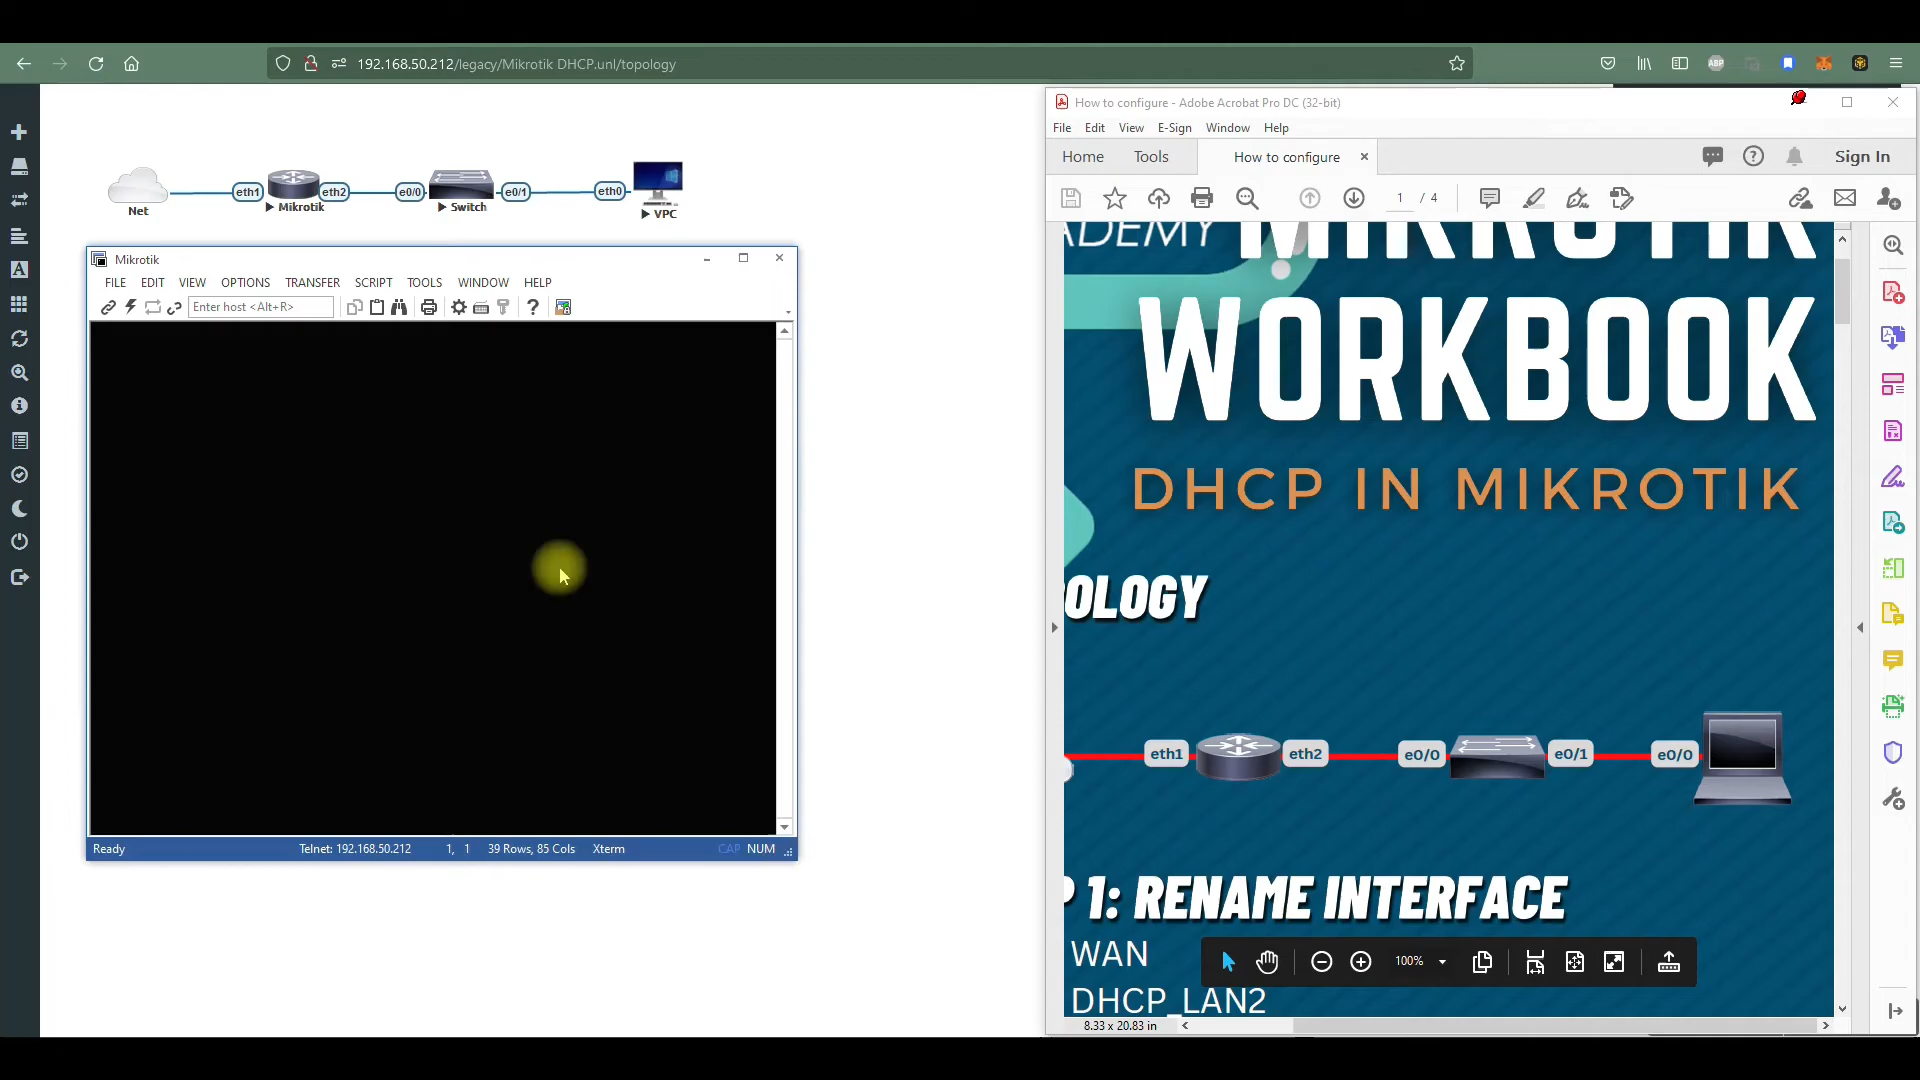 192.168.50.212/legacy/Mikrotik DHCP.unl/topology
ABP
eth1
eth2
e0/0
e0/1
eth0
Net
Mikrotik
Switch
VPC
Mikrotik
FILE EDIT VIEW OPTIONS TRANSFER SCRIPT TOOLS WINDOW HELP
Enter host <Alt+R>
Ready
Telnet: 192.168.50.212
1, 1
39 Rows, 85 Cols
Xterm
CAP NUM
How to configure - Adobe Acrobat Pro DC (32-bit)
File Edit View E-Sign Window Help
Home Tools How to configure Sign In
1 / 4
ADEMY MIKROTIK
WORKBOOK
DHCP IN MIKROTIK
OLOGY
eth1 eth2 e0/0 e0/1 e0/0
P 1: RENAME INTERFACE
WAN
DHCP_LAN2
100%
8.33 x 20.83 in